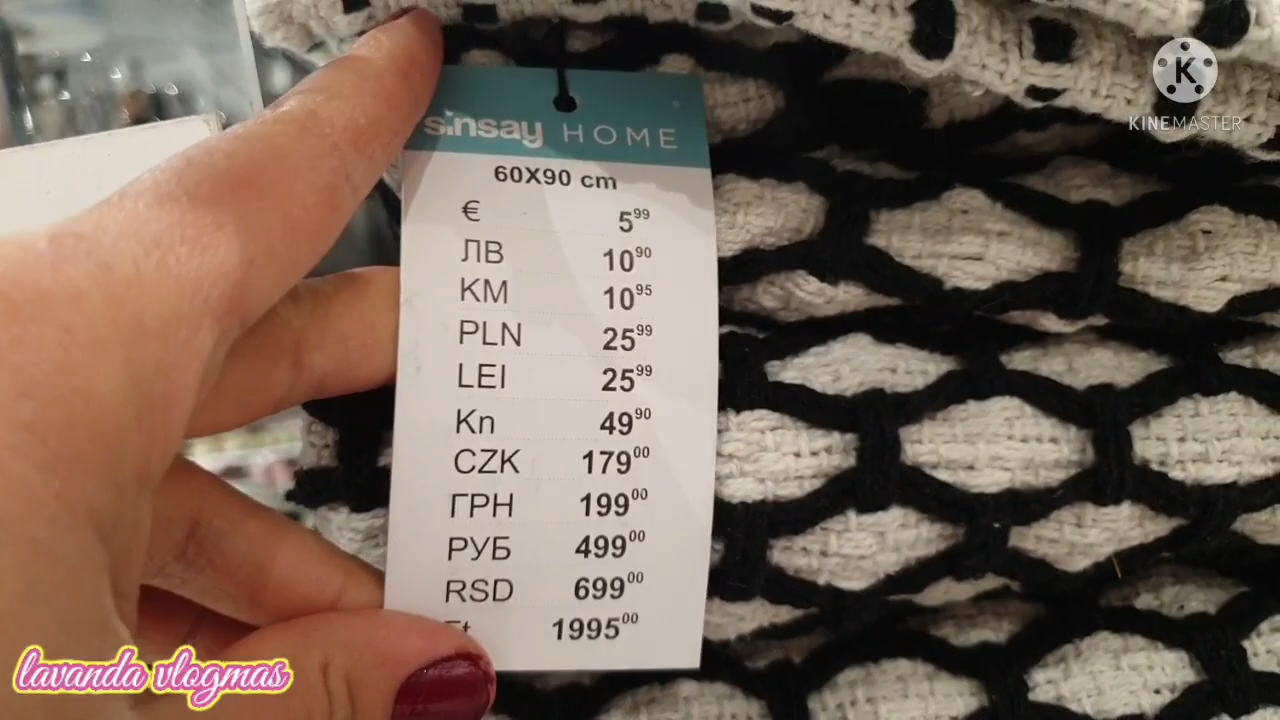 sinsay HOME
60X90 cm
€ 5⁹⁹
ЛВ 10⁹⁰
KM 10⁹⁵
PLN 25⁹⁹
LEI 25⁹⁹
Kn 49⁹⁰
CZK 179⁰⁰
ГРН 199⁰⁰
РУБ 499⁰⁰
RSD 699⁰⁰
Ft 1995⁰⁰
K
KINEMASTER
lavanda vlogmas